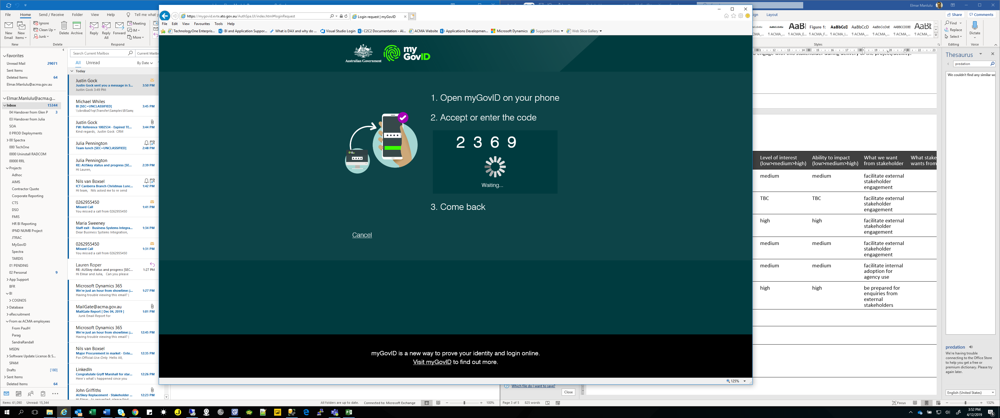 File Home Send / Receive Folder View Help Tell me what y
New Email
New Items
Ignore
Clean Up
Junk
Delete Archive
Reply Reply All Forward
Meeting
IM
More
New Delete Respond
Favorites
Unread Mail 29071
Sent Items
Deleted Items 64
Elmar.Manlulu@acma.gov.au
Elmar.Manlulu@acma.g...
Inbox 15344
04 Handover from Glen P 3
03 Handover from Julia
SOA
0 PROD Deployments
00 Spectra
000 TechOne
0000 Uninstall RADCOM
00000 RRL
Projects
Adhoc
AIMS
Contractor Quote
Corporate Reporting
CTS
DSO
FMIS
HR BI Reporting
IPND NUMB Project
JTRAC
MyGovID
Spectra
TARDIS
01 PENDING
02 Personal 9
App Support
BFR
BI
COGNOS
Database
eRecruitment
From ex ACMA employees
From PaulH
Parag
SandraRandall
MSDN
Software Update License & S...
SPAM
Drafts [180]
Sent Items
Deleted Items 64
Items: 61,090 Unread: 15,344
Search Current Mailbox Current Mailbo
All Unread By Date
Today
Justin Gock
Justin Gock sent you a message in S... 3:50 PM
Justin Gock 3:49 PM:
Michael Whiles
BI [SEC=UNCLASSIFIED] 3:45 PM
\\cbrdba01vp\Transfer\Samples\BISamp
Justin Gock
FW: Reference 1002534 - Expired TE... 3:44 PM
Kind regards, Justin Gock CRM
Julia Pennington
Team lunch [SEC=UNCLASSIFIED] 2:48 PM
Julia Pennington
RE: AUSkey status and progress [SE... 2:39 PM
Hi Lauren,
Nils van Boxsel
ICT Canberra Branch Christmas Lunc... 1:42 PM
Hi team, Nils asked me to re send
0262955450
Missed Call 1:41 PM
You missed a call from 0262955450
Maria Sweeney
Staff exit - Business Systems Integra... 1:34 PM
Dear Business Systems Integration,
0262955450
Missed Call 1:31 PM
You missed a call from 0262955450
Lauren Roper
RE: AUSkey status and progress [SEC... 1:27 PM
Hi Elmar and Julia, Can you please
Microsoft Dynamics 365
We're just an hour from showtime: j... 1:27 PM
Having trouble viewing this email? |
MailGate@acma.gov.au
MailGate Report [ Dec 04, 2019 ] 1:01 PM
Junk Email Report for
Microsoft Dynamics 365
We're just an hour from showtime: j... 12:45 PM
Having trouble viewing this email? |
Nils van Boxsel
Major Procurement in market - Ente... 12:35 PM
For-Official-Use-Only Hello All,
LinkedIn
Congratulate Gryff Marshall for star... 12:26 PM
Here's what's happened since you
John Griffiths
AUSkey Replacement - Stakeholder ... 12:23 PM
Hi Elmar, As requested, please find
https://mygovid.evte.ato.gov.au/AuthSpa.UI/index.html#loginRequest
Login request | myGovID
File Edit View Favourites Tools Help
TechnologyOne Enterpris... BI and Application Suppor... What is DAX and why do ... Visual Studio Login C2C2 Documentation - Al... ACMA Website Applications Developmen... Microsoft Dynamics Suggested Sites Web Slice Gallery
Australian Government
my
GovID
1. Open myGovID on your phone
2. Accept or enter the code
2 3 6 9
Waiting...
3. Come back
Cancel
myGovID is a new way to prove your identity and login online.
Visit myGovID to find out more.
125%
Which file do I want to save?
Close
All folders are up to date. Connected to: Microsoft Exchange 100%
Page 3 of 5 825 words
Elmar Manlulu
ign Layout Share Comments
Figure 1:
AaBbCcD
Find
Replace
Select
Dictate
Styles Editing Voice
o engage with this stakeholder during delivery of the project/activity.
Level of interest (low>medium>high)
Ability to impact (low>medium>high)
What we want from stakeholder
What stake
wants from
medium medium facilitate external stakeholder engagement
TBC TBC facilitate external stakeholder engagement
high high facilitate external stakeholder engagement
medium medium facilitate external stakeholder engagement
medium medium facilitate internal adoption for agency use
high high be prepared for enquiries from external stakeholders
Thesaurus
predation
We couldn't find any similar wo
predation
We're having trouble
connecting to the Office Store
to help you get a free or
premium dictionary. Please try
again later.
English (United States)
Focus 132%
3:52 PM
4/12/2019